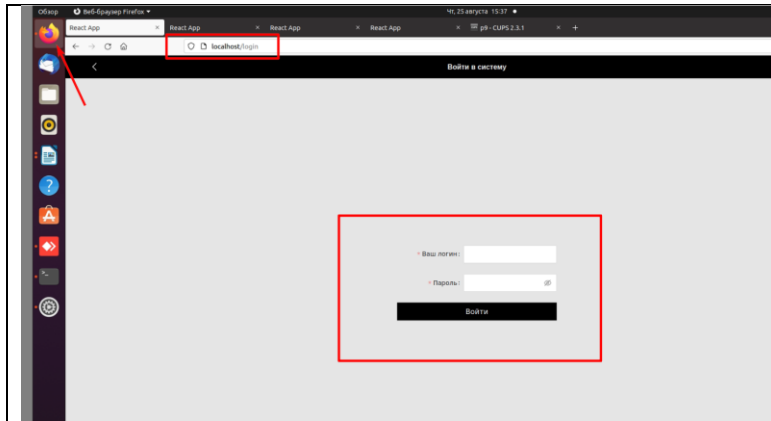 Обзор Веб-браузер Firefox Чт, 25 августа 15:37
React App React App React App React App p9 - CUPS 2.3.1
localhost/login
Войти в систему
* Ваш логин:
* Пароль:
Войти